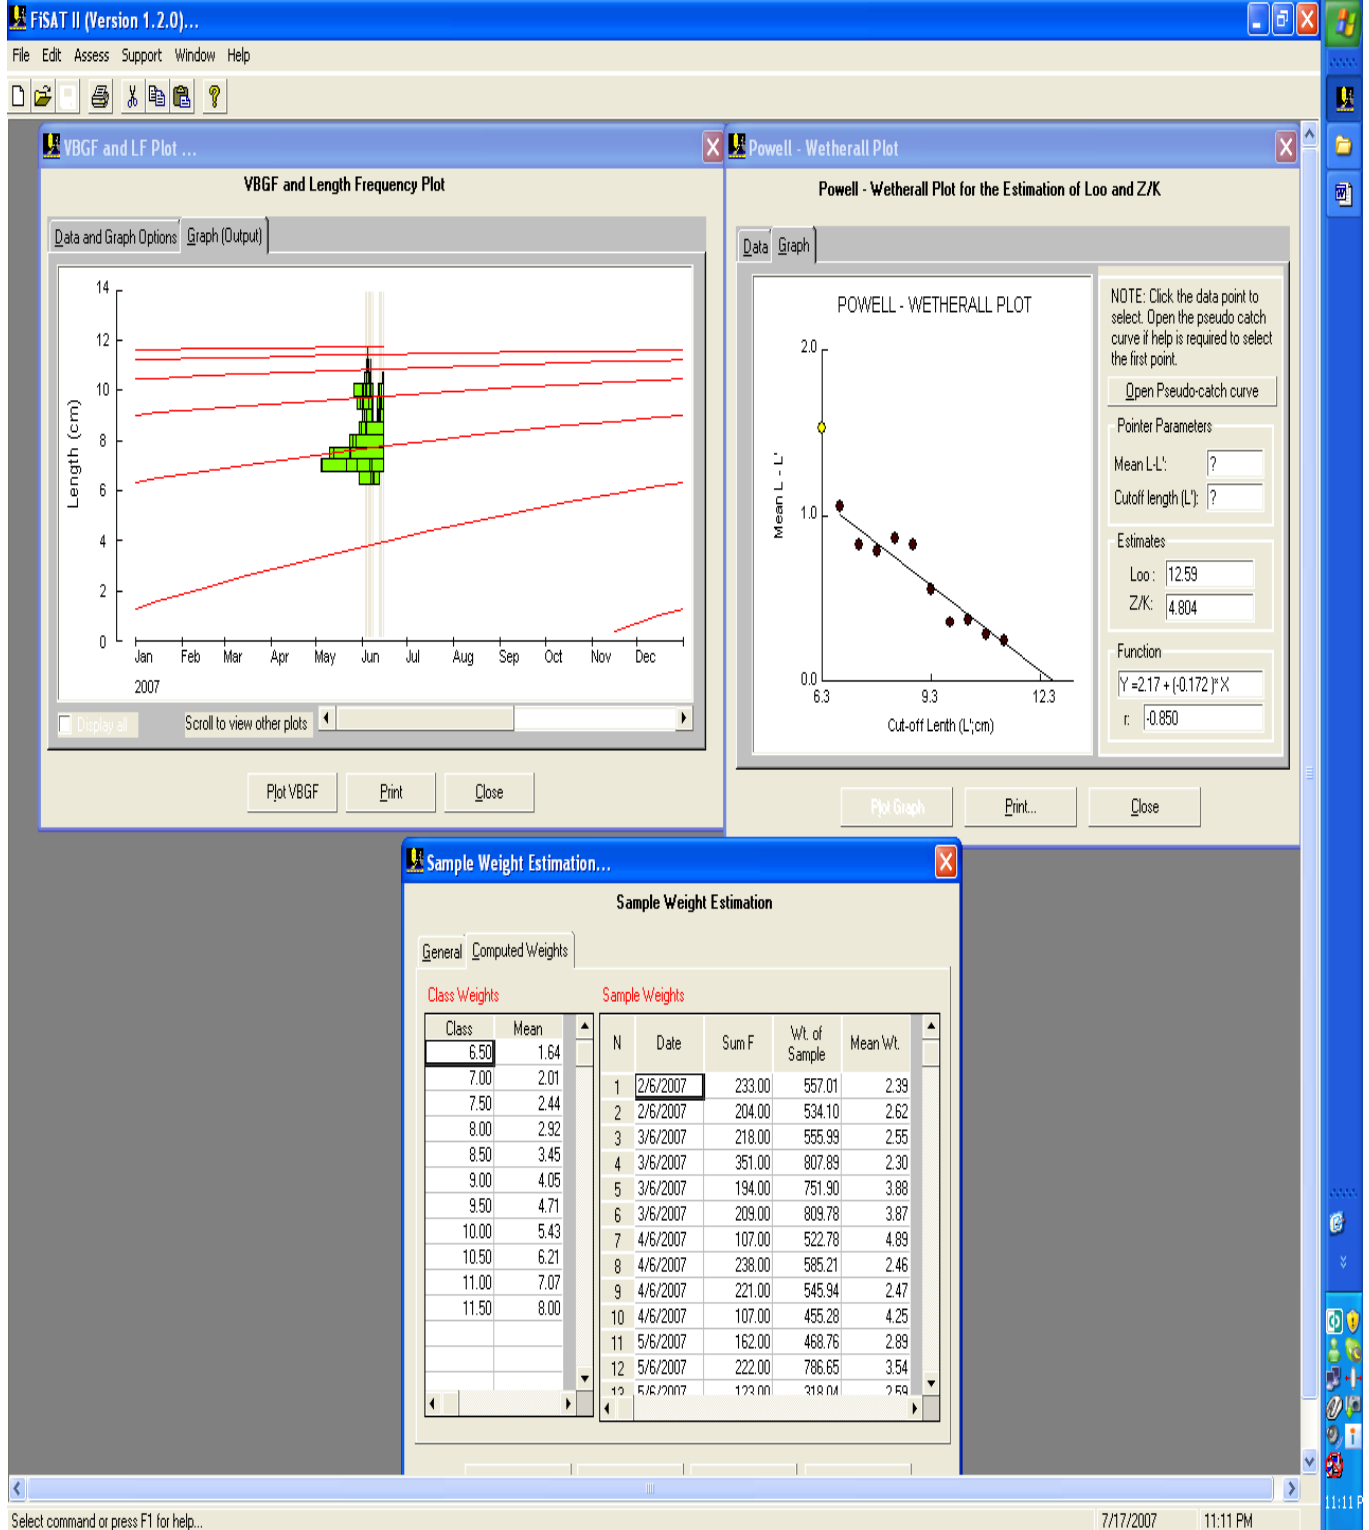 FiSAT II (Version 1.2.0)...
File Edit Assess Support Window Help
VBGF and LF Plot ...
VBGF and Length Frequency Plot
Data and Graph Options Graph (Output)
14
12
10
8
6
4
2
0
Length (cm)
Jan Feb Mar Apr May Jun Jul Aug Sep Oct Nov Dec
2007
Display all Scroll to view other plots
Plot VBGF Print Close
Powell - Wetherall Plot
Powell - Wetherall Plot for the Estimation of Loo and Z/K
Data Graph
POWELL - WETHERALL PLOT
2.0
1.0
0.0
Mean L - L'
6.3 9.3 12.3
Cut-off Lenth (L';cm)
NOTE: Click the data point to
select. Open the pseudo catch
curve if help is required to select
the first point.
Open Pseudo-catch curve
Pointer Parameters
Mean L-L': ?
Cutoff length (L'): ?
Estimates
Loo : 12.59
Z/K: 4.804
Function
Y =2.17 + (-0.172 )* X
r: -0.850
Plot Graph Print... Close
Sample Weight Estimation...
Sample Weight Estimation
General Computed Weights
Class Weights
Class Mean
6.50 1.64
7.00 2.01
7.50 2.44
8.00 2.92
8.50 3.45
9.00 4.05
9.50 4.71
10.00 5.43
10.50 6.21
11.00 7.07
11.50 8.00
Sample Weights
N Date Sum F Wt. of Sample Mean Wt.
1 2/6/2007 233.00 557.01 2.39
2 2/6/2007 204.00 534.10 2.62
3 3/6/2007 218.00 555.99 2.55
4 3/6/2007 351.00 807.89 2.30
5 3/6/2007 194.00 751.90 3.88
6 3/6/2007 209.00 809.78 3.87
7 4/6/2007 107.00 522.78 4.89
8 4/6/2007 238.00 585.21 2.46
9 4/6/2007 221.00 545.94 2.47
10 4/6/2007 107.00 455.28 4.25
11 5/6/2007 162.00 468.76 2.89
12 5/6/2007 222.00 786.65 3.54
13 5/6/2007 123.00 318.04 2.59
Select command or press F1 for help...
7/17/2007 11:11 PM
11:11 P